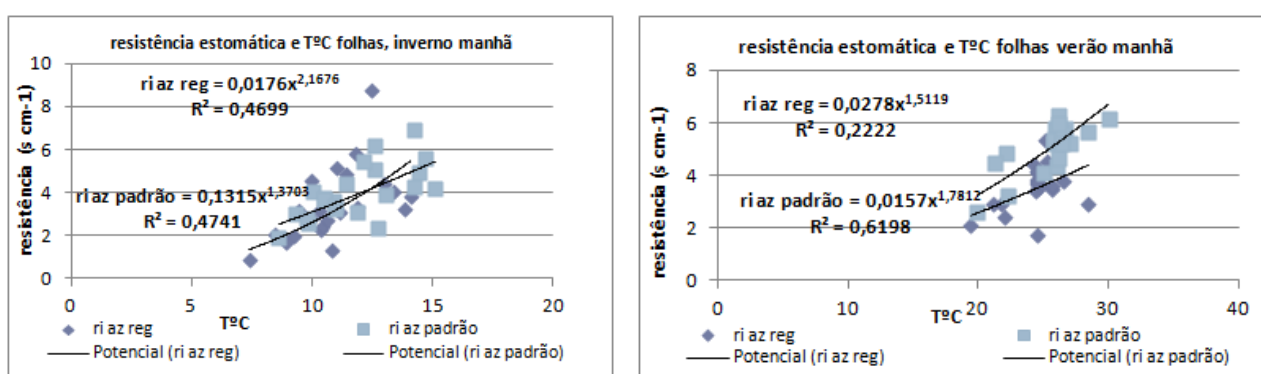 resistência estomática e TºC folhas, inverno manhã
resistência (s cm-1)
10
8
6
4
2
0
ri az reg = 0,0176x^2,1676
R² = 0,4699
ri az padrão = 0,1315x^1,3703
R² = 0,4741
0 5 10 15 20
TºC
ri az reg ri az padrão
Potencial (ri az reg) Potencial (ri az padrão)
resistência estomática e TºC folhas verão manhã
resistência (s cm-1)
8
6
4
2
0
ri az reg = 0,0278x^1,5119
R² = 0,2222
ri az padrão = 0,0157x^1,7812
R² = 0,6198
0 10 20 30 40
TºC
ri az reg ri az padrão
Potencial (ri az reg) Potencial (ri az padrão)